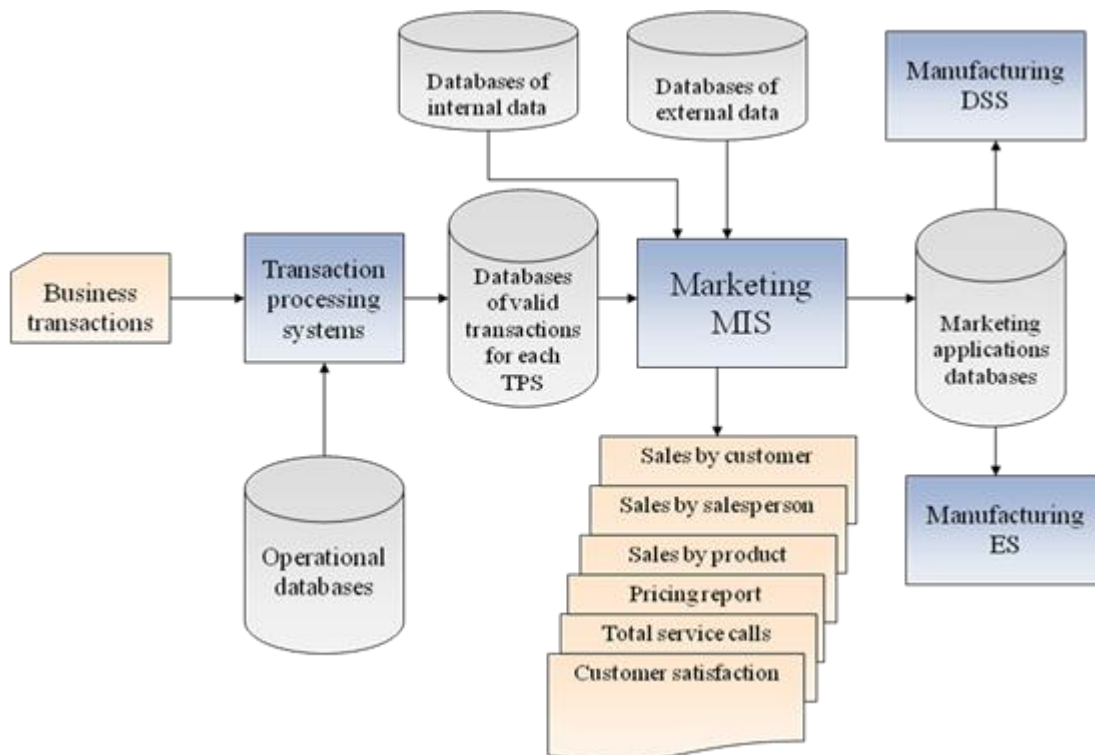 Databases of
internal data
Databases of
external data
Manufacturing
DSS
Business
transactions
Transaction
processing
systems
Databases
of valid
transactions
for each
TPS
Marketing
MIS
Marketing
applications
databases
Operational
databases
Sales by customer
Sales by salesperson
Sales by product
Pricing report
Total service calls
Customer satisfaction
Manufacturing
ES